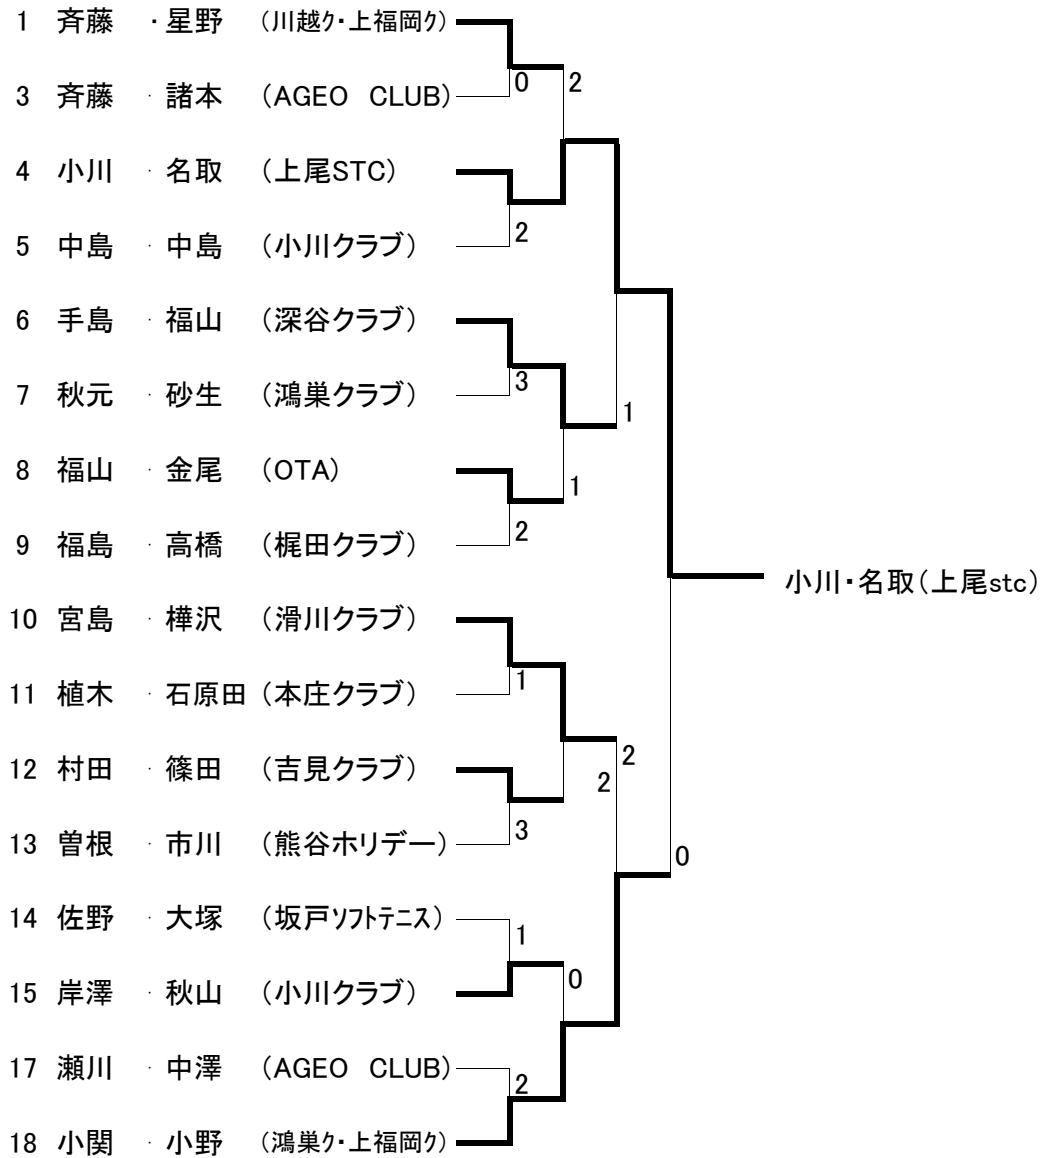 1 斉藤 ・星野 (川越ク・上福岡ク)
0 2
3 斉藤 ・ 諸本 (AGEO CLUB)
4 小川 ・ 名取 (上尾STC)
2
5 中島 ・ 中島 (小川クラブ)
6 手島 ・ 福山 (深谷クラブ)
3
7 秋元 ・ 砂生 (鴻巣クラブ)
1
8 福山 ・ 金尾 (OTA)
1
2
9 福島 ・ 高橋 (梶田クラブ)
小川・名取(上尾stc)
10 宮島 ・ 樺沢 (滑川クラブ)
1
11 植木 ・ 石原田 (本庄クラブ)
2
12 村田 ・ 篠田 (吉見クラブ)
2
3
13 曽根 ・ 市川 (熊谷ホリデー)
0
14 佐野 ・ 大塚 (坂戸ソフトテニス)
1
0
15 岸澤 ・ 秋山 (小川クラブ)
17 瀬川 ・ 中澤 (AGEO CLUB)
2
18 小関 ・ 小野 (鴻巣ク・上福岡ク)